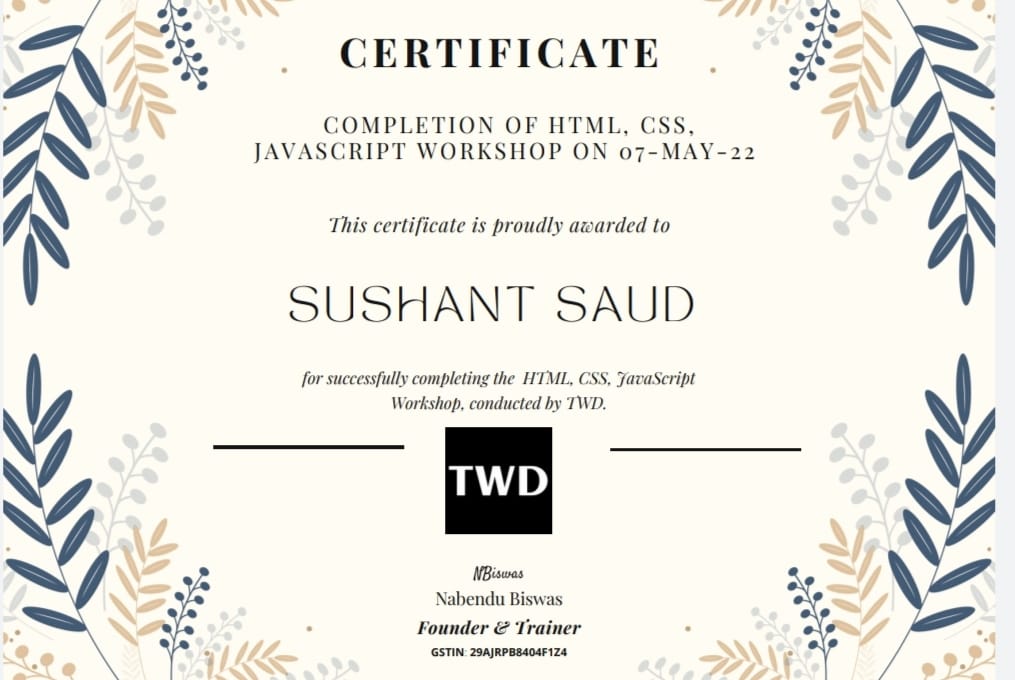 CERTIFICATE
COMPLETION OF HTML, CSS,
JAVASCRIPT WORKSHOP ON 07-MAY-22
This certificate is proudly awarded to
SUSHANT SAUD
for successfully completing the HTML, CSS, JavaScript
Workshop, conducted by TWD.
TWD
NBiswas
Nabendu Biswas
Founder & Trainer
GSTIN: 29AJRPB8404F1Z4